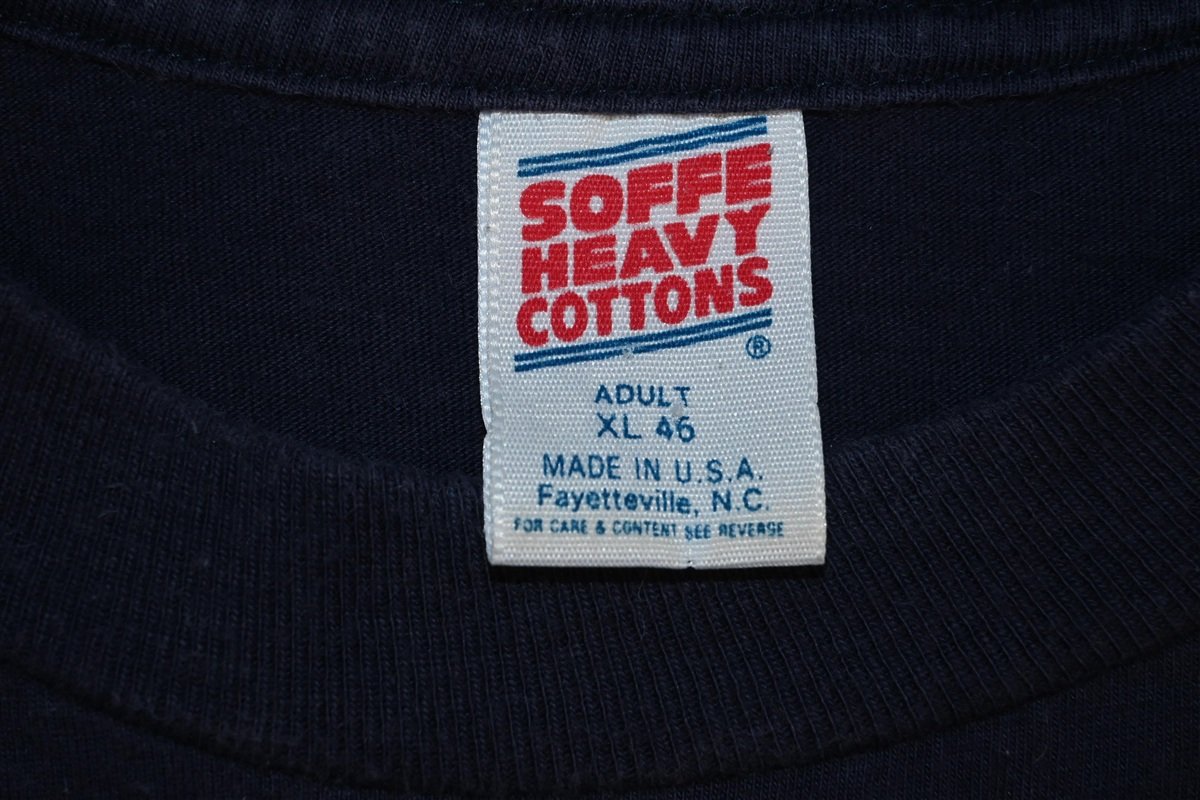 SOFFE
HEAVY
COTTONS
®
ADULT
XL 46
MADE IN U.S.A.
Fayetteville, N.C.
FOR CARE & CONTENT SEE REVERSE